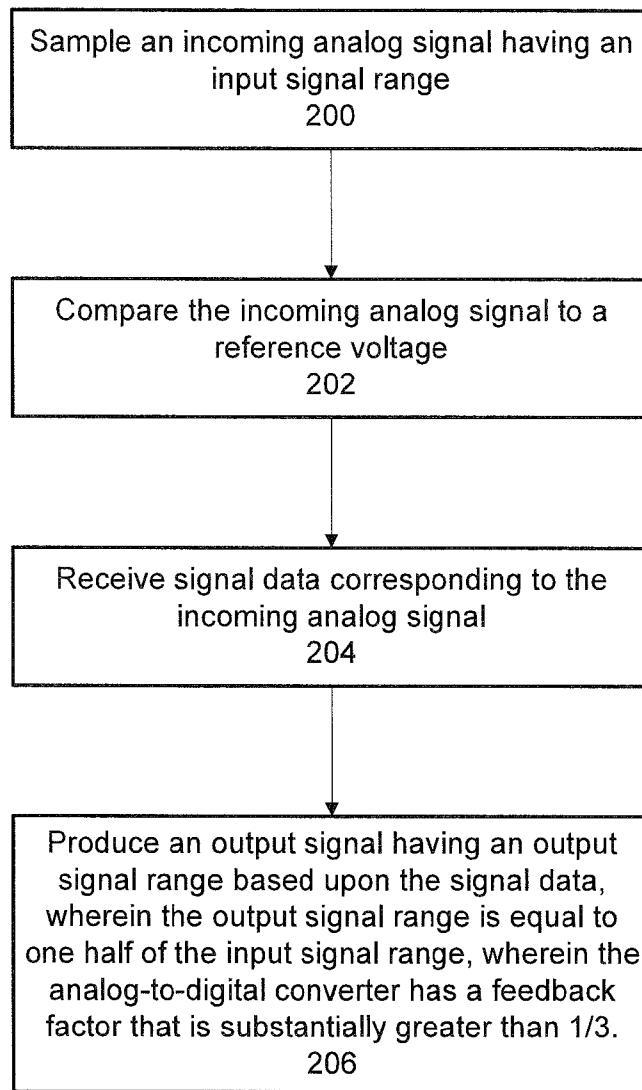 Sample an incoming analog signal having an
input signal range
200
Compare the incoming analog signal to a
reference voltage
202
Receive signal data corresponding to the
incoming analog signal
204
Produce an output signal having an output
signal range based upon the signal data,
wherein the output signal range is equal to
one half of the input signal range, wherein the
analog-to-digital converter has a feedback
factor that is substantially greater than 1/3.
206